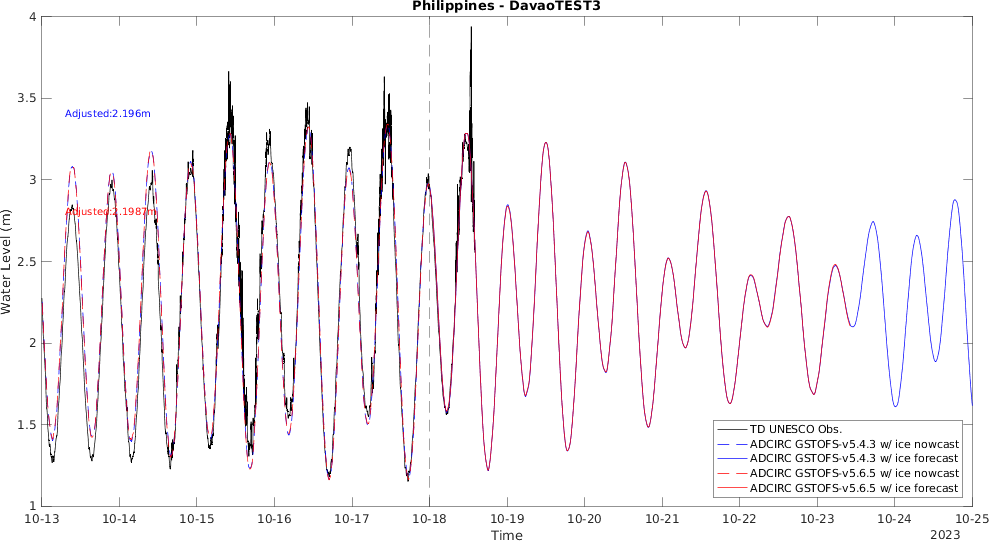 Philippines - DavaoTEST3
4
3.5
3
2.5
2
1.5
1
Water Level (m)
Adjusted:2.196m
Adjusted:2.1987m
TD UNESCO Obs.
ADCIRC GSTOFS-v5.4.3 w/ ice nowcast
ADCIRC GSTOFS-v5.4.3 w/ ice forecast
ADCIRC GSTOFS-v5.6.5 w/ ice nowcast
ADCIRC GSTOFS-v5.6.5 w/ ice forecast
10-13 10-14 10-15 10-16 10-17 10-18 10-19 10-20 10-21 10-22 10-23 10-24 10-25
Time
2023